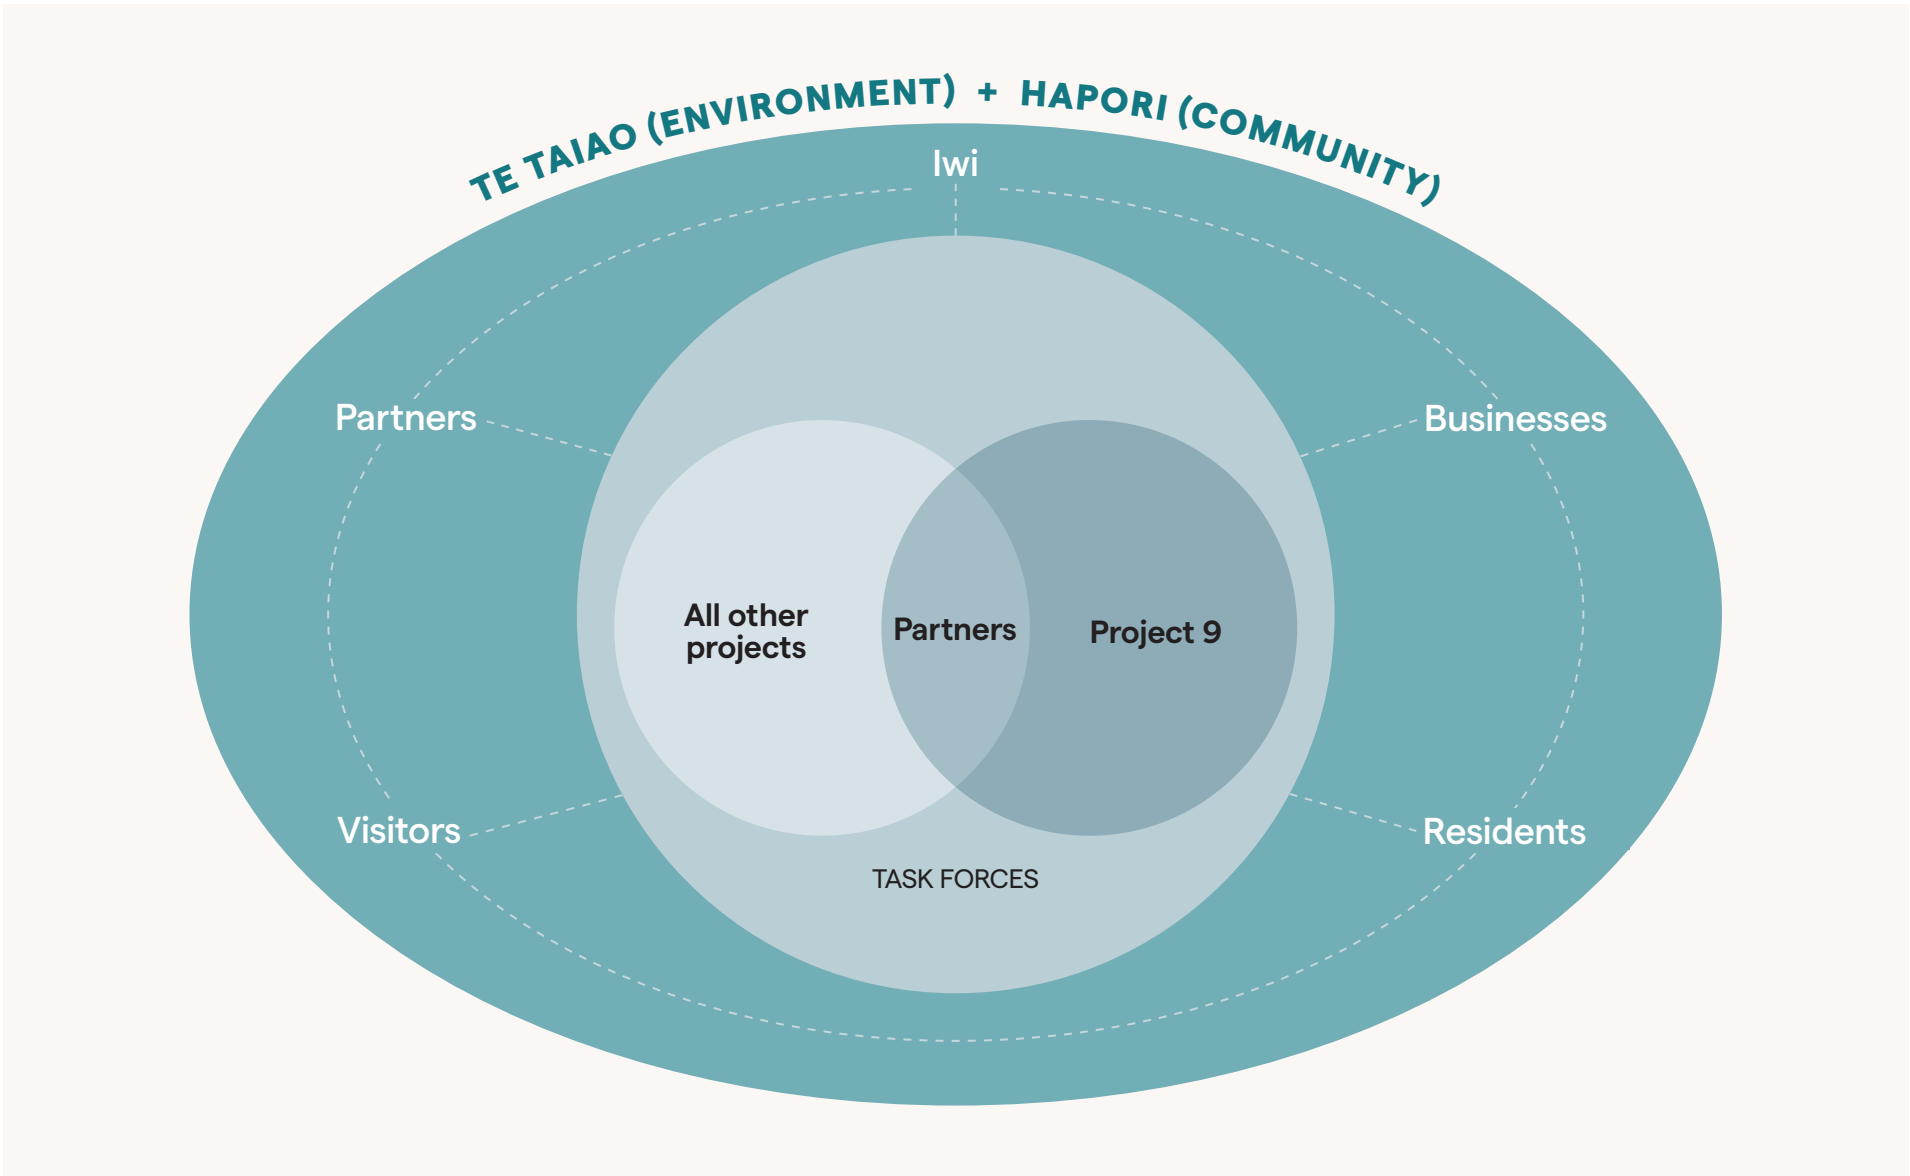 TE TAIAO (ENVIRONMENT) + HAPORI (COMMUNITY)
Iwi
Partners
Businesses
All other
projects
Partners
Project 9
Visitors
Residents
TASK FORCES